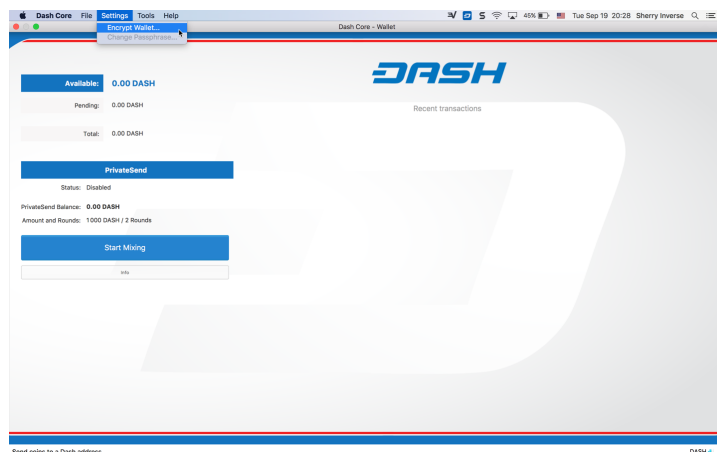 Dash Core File Settings Tools Help 45% Tue Sep 19 20:28 Sherry Inverse
Dash Core - Wallet
Encrypt Wallet...
Change Passphrase...
DASH
Available: 0.00 DASH
Pending: 0.00 DASH
Recent transactions
Total: 0.00 DASH
PrivateSend
Status: Disabled
PrivateSend Balance: 0.00 DASH
Amount and Rounds: 1000 DASH / 2 Rounds
Start Mixing
Info
Send coins to a Dash address
DASH